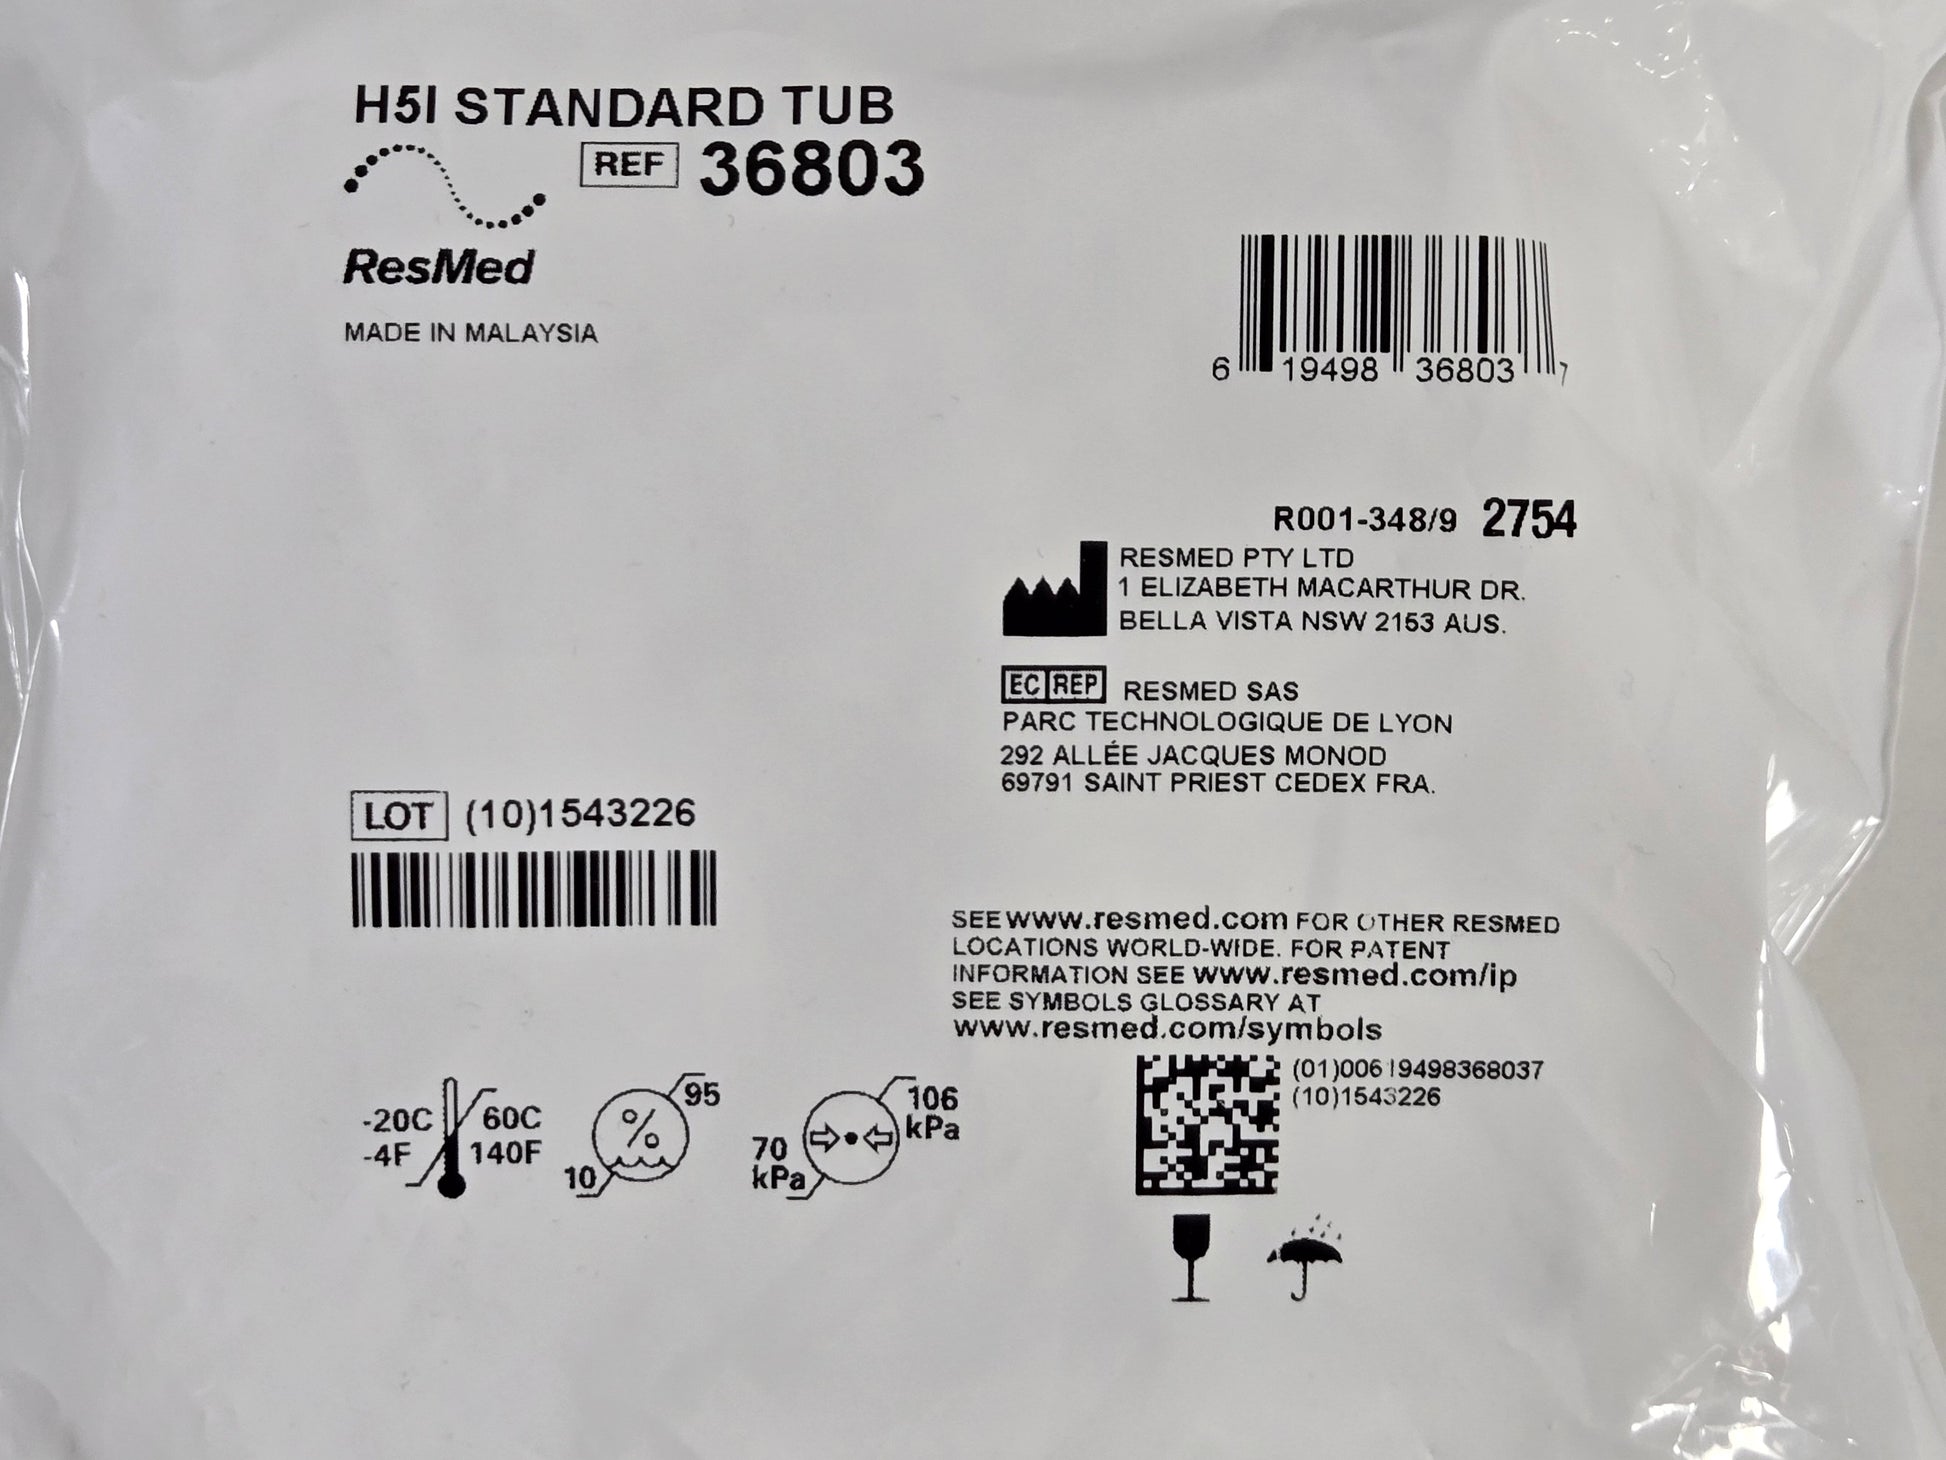 H5I STANDARD TUB
REF 36803
ResMed
MADE IN MALAYSIA
6 19498 36803 7
R001-348/9 2754
RESMED PTY LTD
1 ELIZABETH MACARTHUR DR.
BELLA VISTA NSW 2153 AUS.
EC REP RESMED SAS
PARC TECHNOLOGIQUE DE LYON
292 ALLÉE JACQUES MONOD
69791 SAINT PRIEST CEDEX FRA.
LOT (10)1543226
SEE www.resmed.com FOR OTHER RESMED
LOCATIONS WORLD-WIDE. FOR PATENT
INFORMATION SEE www.resmed.com/ip
SEE SYMBOLS GLOSSARY AT
www.resmed.com/symbols
(01)00619498368037
(10)1543226
-20C 60C
-4F 140F
% 95
10
106
kPa
70
kPa